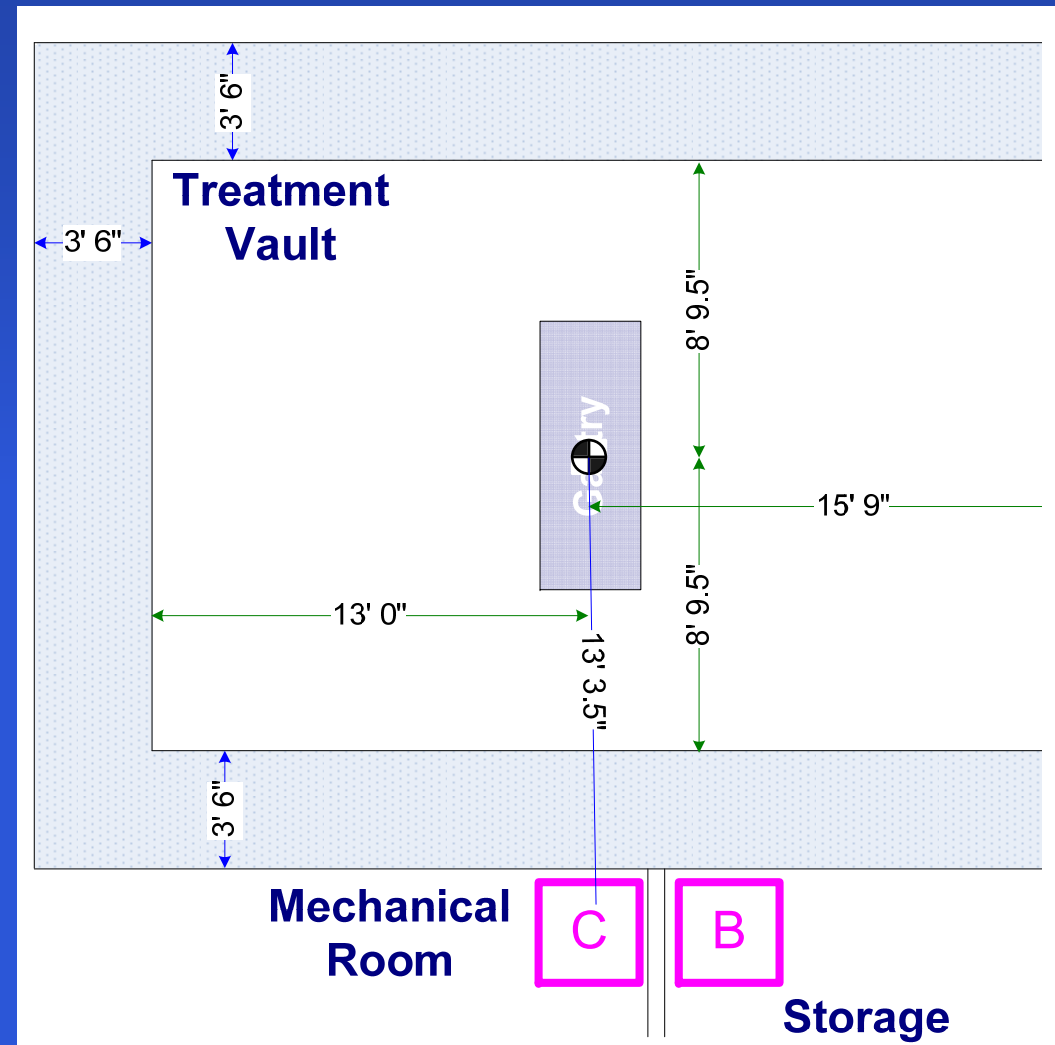 3' 6"
Treatment
Vault
3' 6"
8' 9.5"
Gantry
15' 9"
8' 9.5"
13' 0"
13' 3.5"
3' 6"
Mechanical
Room
C
B
Storage